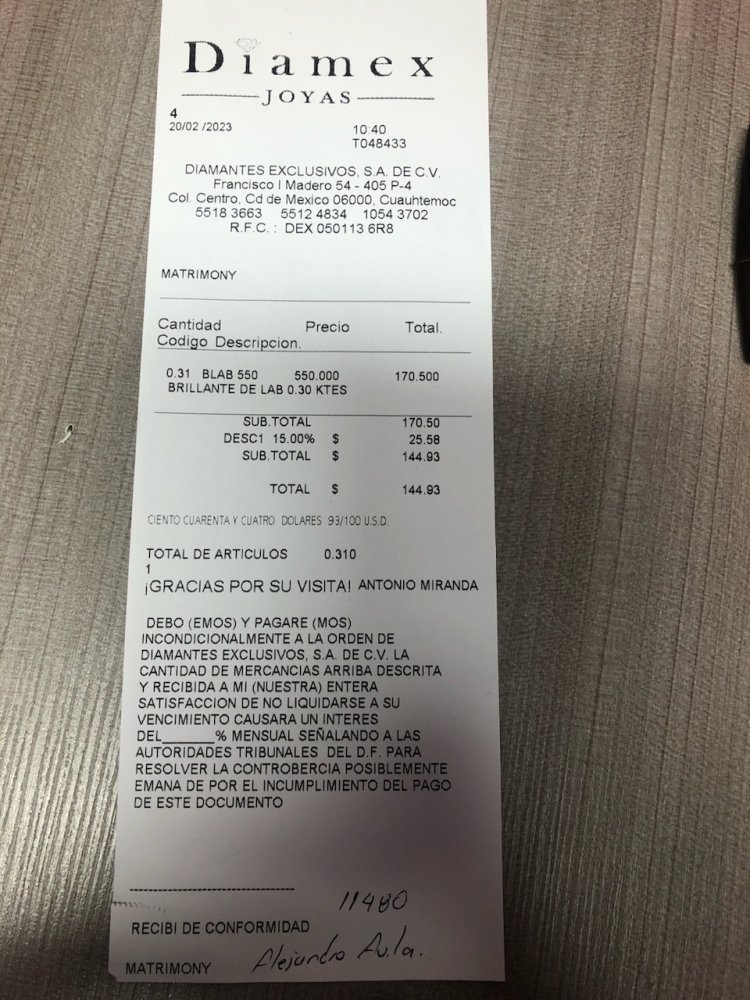 Diamex
JOYAS
4
20/02 /2023 10:40
T048433
DIAMANTES EXCLUSIVOS, S.A. DE C.V.
Francisco I Madero 54 - 405 P-4
Col. Centro, Cd de Mexico 06000, Cuauhtemoc
5518 3663 5512 4834 1054 3702
R.F.C. : DEX 050113 6R8
MATRIMONY
Cantidad Precio Total.
Codigo Descripcion.
0.31 BLAB 550 550.000 170.500
BRILLANTE DE LAB 0.30 KTES
SUB.TOTAL 170.50
DESC1 15.00% $ 25.58
SUB.TOTAL $ 144.93
TOTAL $ 144.93
CIENTO CUARENTA Y CUATRO DOLARES 93/100 U.S.D.
TOTAL DE ARTICULOS 0.310
1
¡GRACIAS POR SU VISITA! ANTONIO MIRANDA
DEBO (EMOS) Y PAGARE (MOS)
INCONDICIONALMENTE A LA ORDEN DE
DIAMANTES EXCLUSIVOS, S.A. DE C.V. LA
CANTIDAD DE MERCANCIAS ARRIBA DESCRITA
Y RECIBIDA A MI (NUESTRA) ENTERA
SATISFACCION DE NO LIQUIDARSE A SU
VENCIMIENTO CAUSARA UN INTERES
DEL______% MENSUAL SEÑALANDO A LAS
AUTORIDADES TRIBUNALES DEL D.F. PARA
RESOLVER LA CONTROBERCIA POSIBLEMENTE
EMANA DE POR EL INCUMPLIMIENTO DEL PAGO
DE ESTE DOCUMENTO
11480
RECIBI DE CONFORMIDAD
MATRIMONY Alejandro Avila.